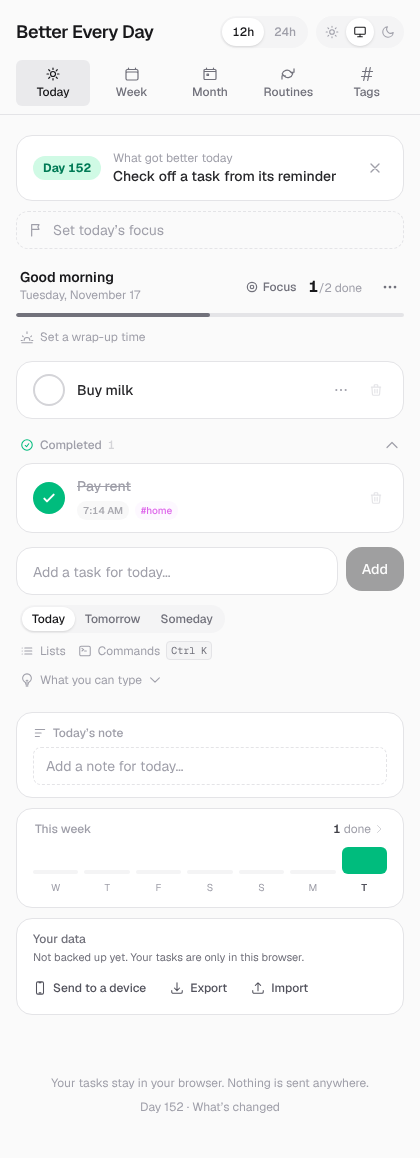 Better Every Day
12h
24h
Today
Week
Month
Routines
Tags
Day 152
What got better today
Check off a task from its reminder
Set today's focus
Good morning
Tuesday, November 17
Focus
1/2 done
Set a wrap-up time
Buy milk
Completed 1
Pay rent
7:14 AM
#home
Add a task for today...
Add
Today
Tomorrow
Someday
Lists
Commands
Ctrl K
What you can type
Today's note
Add a note for today...
This week
1 done
W
T
F
S
S
M
T
Your data
Not backed up yet. Your tasks are only in this browser.
Send to a device
Export
Import
Your tasks stay in your browser. Nothing is sent anywhere.
Day 152 · What's changed